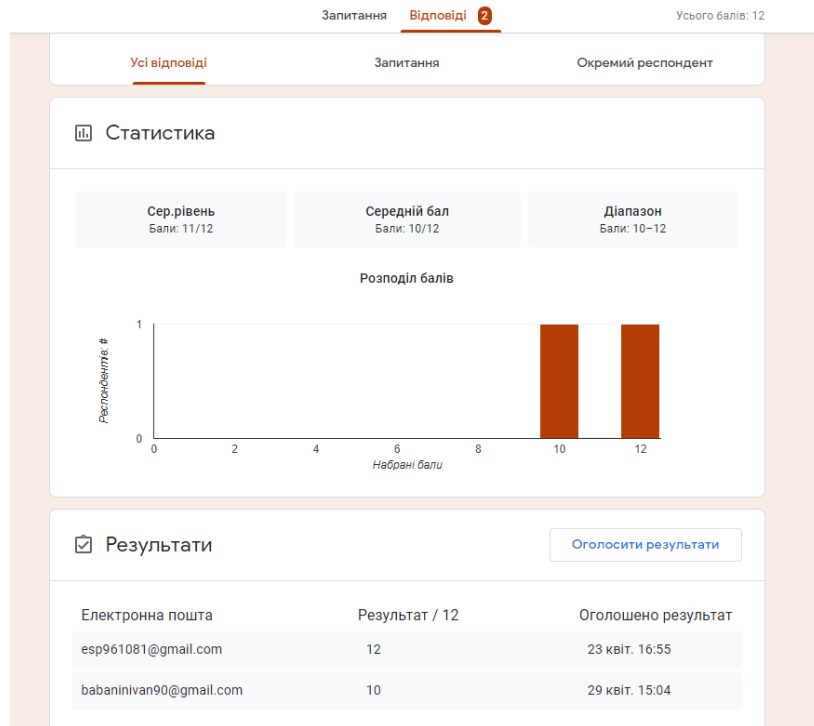 Запитання Відповіді 2 Усього балів: 12
Усі відповіді Запитання Окремий респондент
Статистика
Сер.рівень Середній бал Діапазон
Бали: 11/12 Бали: 10/12 Бали: 10–12
Розподіл балів
Респондентів: #
1
0
0 2 4 6 8 10 12
Набрані бали
Результати Оголосити результати
Електронна пошта Результат / 12 Оголошено результат
esp961081@gmail.com 12 23 квіт. 16:55
babaninivan90@gmail.com 10 29 квіт. 15:04